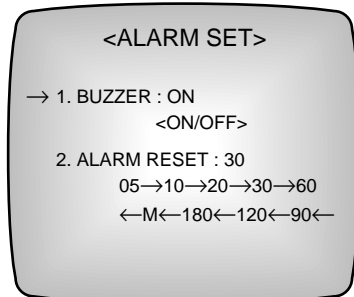 <ALARM SET>
→ 1. BUZZER : ON
<ON/OFF>
2. ALARM RESET : 30
05→10→20→30→60
←M←180←120←90←